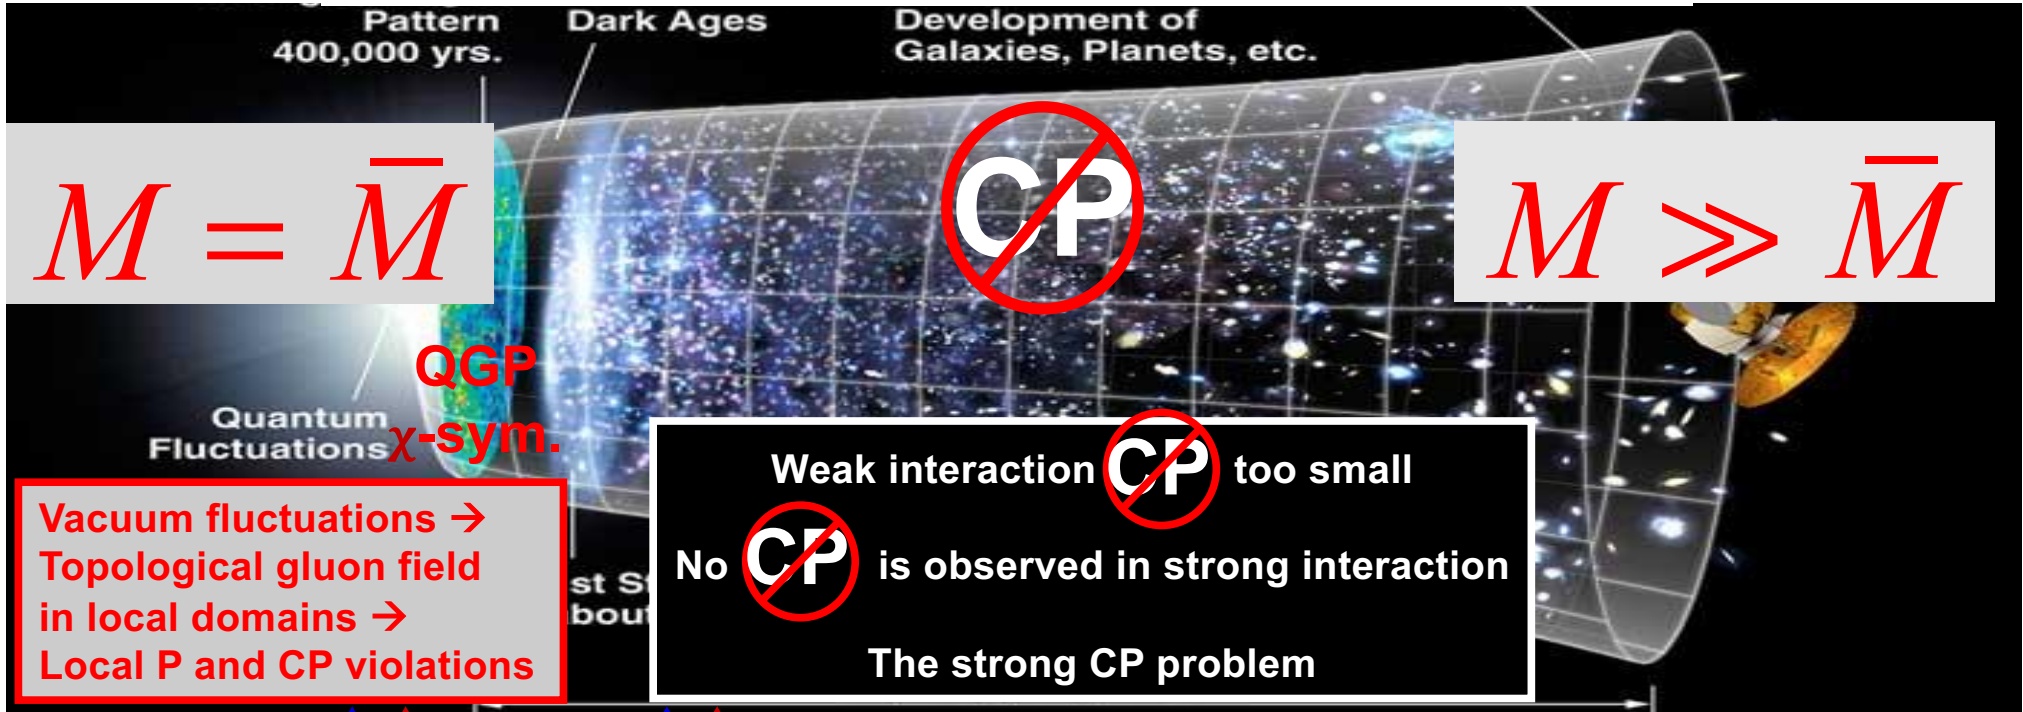 Pattern
400,000 yrs.
Dark Ages
Development of
Galaxies, Planets, etc.
M = M̅
CP
M ≫ M̅
QGP
χ-sym.
Quantum
Fluctuations
Vacuum fluctuations →
Topological gluon field
in local domains →
Local P and CP violations
Weak interaction CP too small
No CP is observed in strong interaction
The strong CP problem